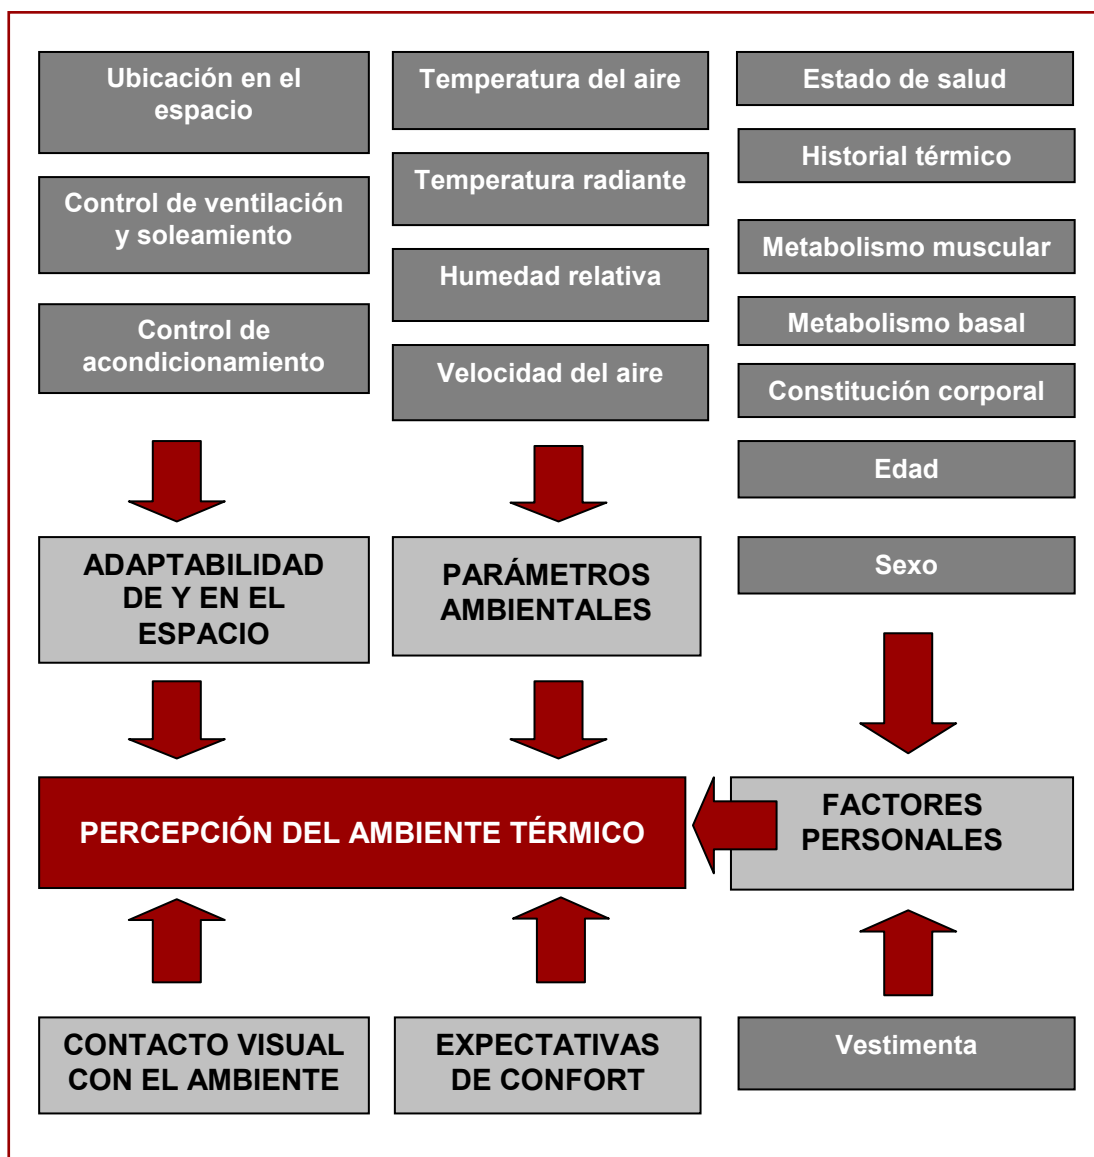 Ubicación en el
espacio
Control de ventilación
y soleamiento
Control de
acondicionamiento
ADAPTABILIDAD
DE Y EN EL
ESPACIO
Temperatura del aire
Temperatura radiante
Humedad relativa
Velocidad del aire
PARÁMETROS
AMBIENTALES
Estado de salud
Historial térmico
Metabolismo muscular
Metabolismo basal
Constitución corporal
Edad
Sexo
PERCEPCIÓN DEL AMBIENTE TÉRMICO
FACTORES
PERSONALES
CONTACTO VISUAL
CON EL AMBIENTE
EXPECTATIVAS
DE CONFORT
Vestimenta